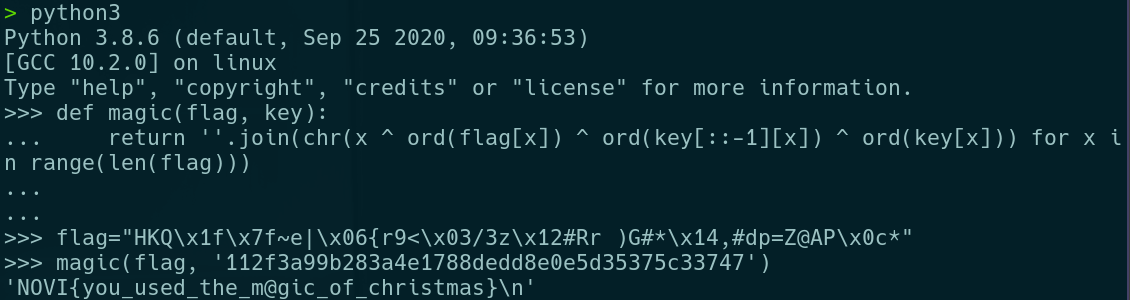 > python3
Python 3.8.6 (default, Sep 25 2020, 09:36:53)
[GCC 10.2.0] on linux
Type "help", "copyright", "credits" or "license" for more information.
>>> def magic(flag, key):
...     return ''.join(chr(x ^ ord(flag[x]) ^ ord(key[::-1][x]) ^ ord(key[x])) for x i
n range(len(flag)))
...
...
>>> flag="HKQ\x1f\x7f~e|\x06{r9<\x03/3z\x12#Rr )G#*\x14,#dp=Z@AP\x0c*"
>>> magic(flag, '112f3a99b283a4e1788dedd8e0e5d35375c33747')
'NOVI{you_used_the_m@gic_of_christmas}\n'